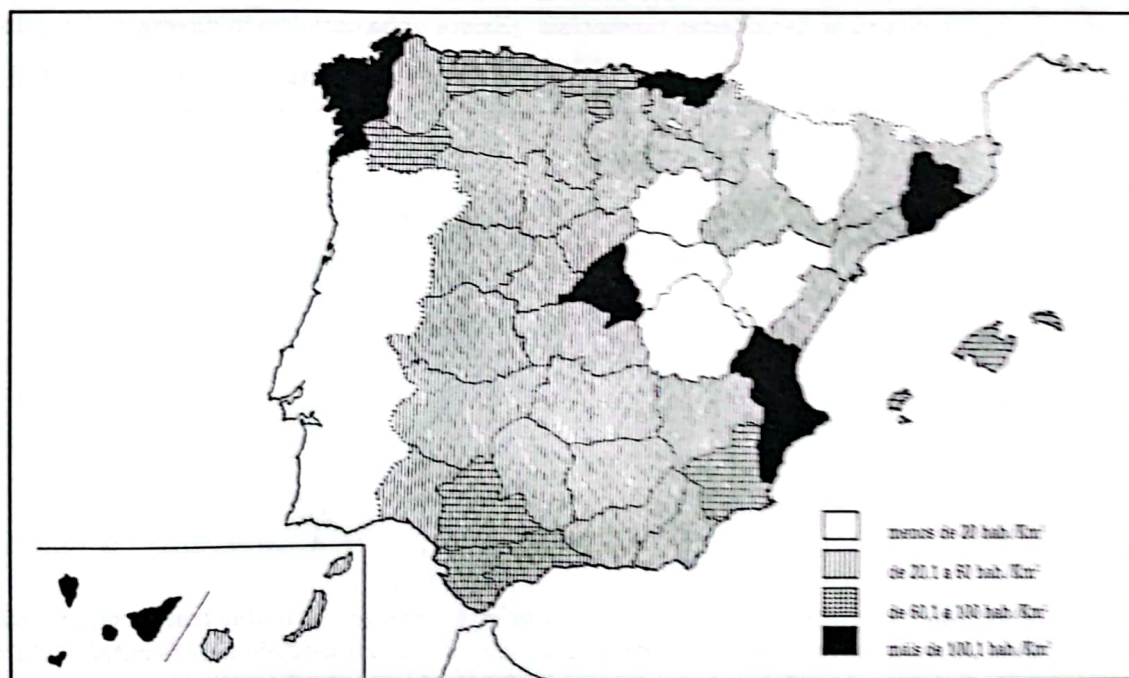 menos de 20 hab./Km²
de 20,1 a 60 hab./Km²
de 60,1 a 100 hab./Km²
máis de 100,1 hab./Km²